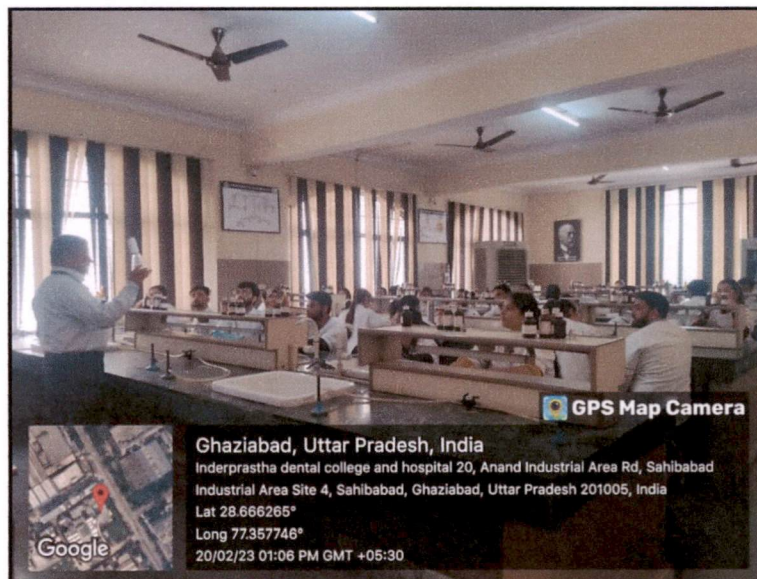 GPS Map Camera
Ghaziabad, Uttar Pradesh, India
Inderprastha dental college and hospital 20, Anand Industrial Area Rd, Sahibabad
Industrial Area Site 4, Sahibabad, Ghaziabad, Uttar Pradesh 201005, India
Lat 28.666265°
Long 77.357746°
20/02/23 01:06 PM GMT +05:30
Google